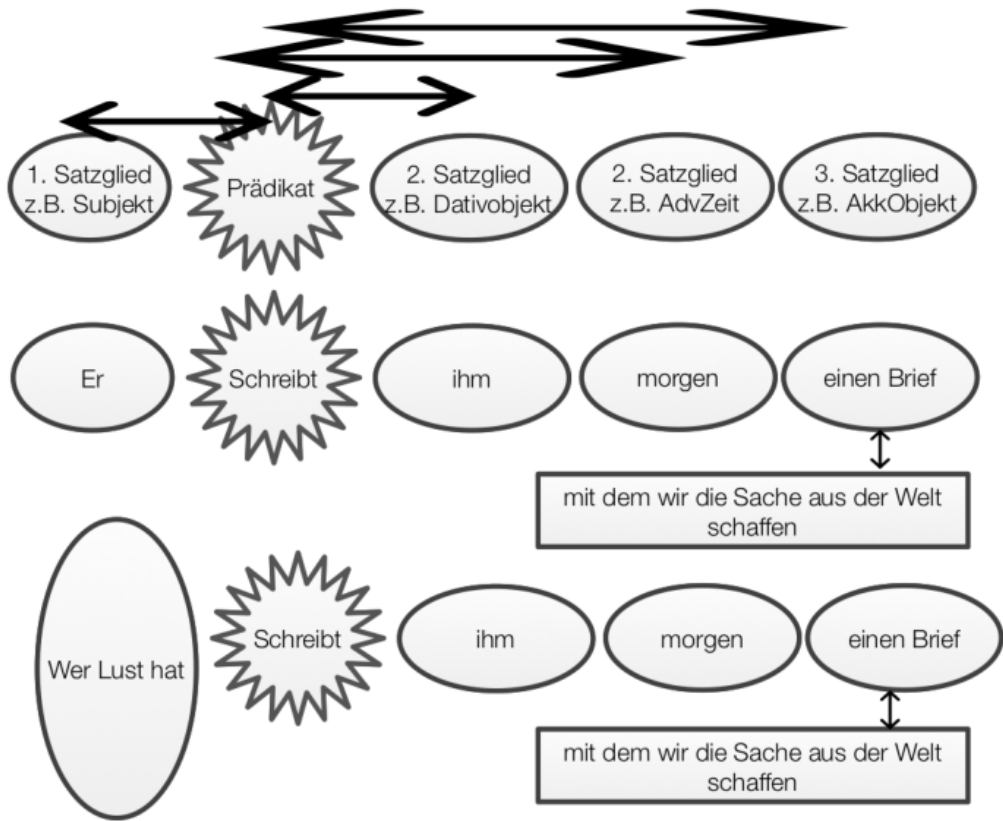 1. Satzglied
z.B. Subjekt
Prädikat
2. Satzglied
z.B. Dativobjekt
2. Satzglied
z.B. AdvZeit
3. Satzglied
z.B. AkkObjekt
Er
Schreibt
ihm
morgen
einen Brief
mit dem wir die Sache aus der Welt
schaffen
Wer Lust hat
Schreibt
ihm
morgen
einen Brief
mit dem wir die Sache aus der Welt
schaffen